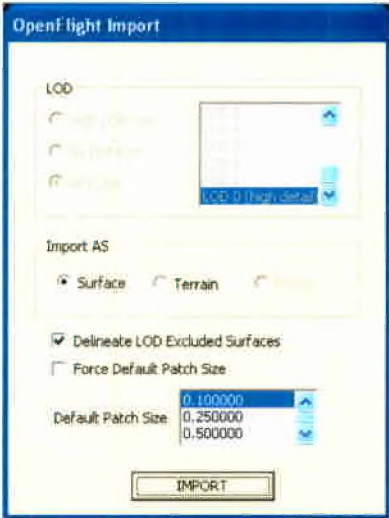 OpenFlight Import
LOD
LOD 0 (high detail)
Import AS
Surface Terrain
Delineate LOD Excluded Surfaces
Force Default Patch Size
0.100000
Default Patch Size 0.250000
0.500000
IMPORT